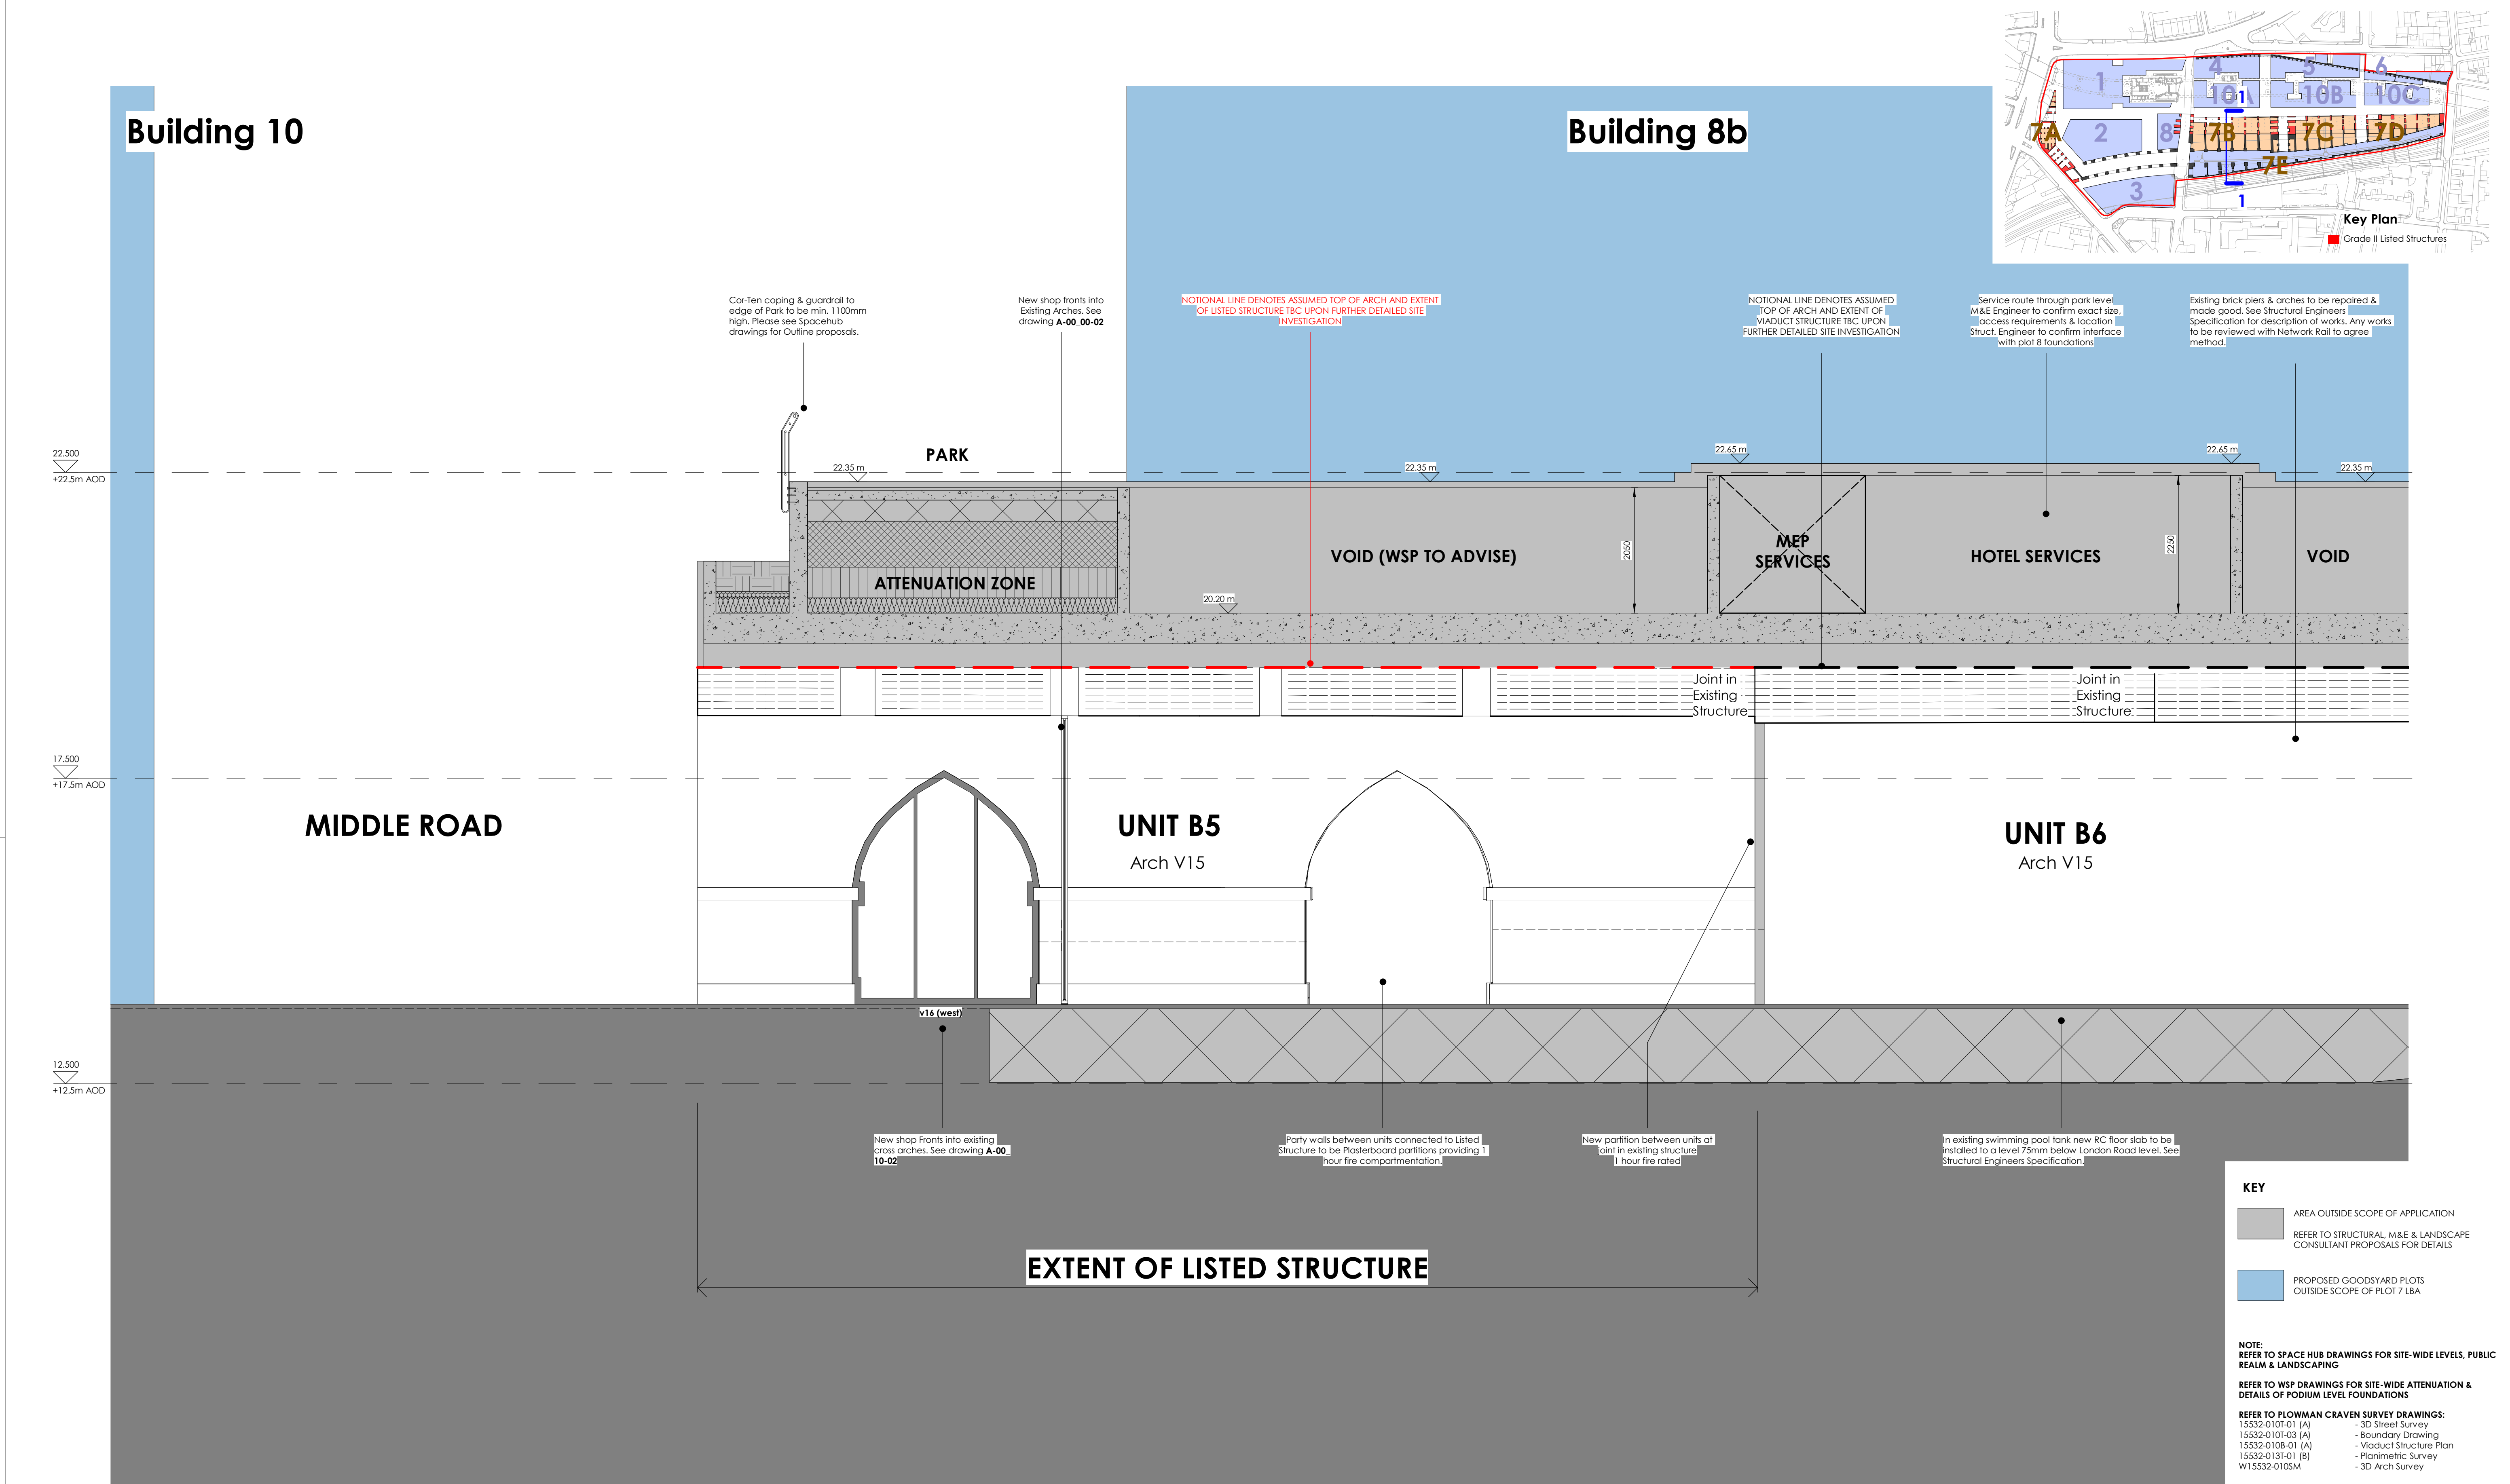 Building 10
Building 8b
1
2
3
4
5
6
8
10A
10B
10C
7A
7B
7C
7D
7E
1
1
Key Plan
Grade II Listed Structures
Cor-Ten coping & guardrail to
edge of Park to be min. 1100mm
high. Please see Spacehub
drawings for Outline proposals.
New shop fronts into
Existing Arches. See
drawing A-00_00-02
NOTIONAL LINE DENOTES ASSUMED TOP OF ARCH AND EXTENT
OF LISTED STRUCTURE TBC UPON FURTHER DETAILED SITE
INVESTIGATION
NOTIONAL LINE DENOTES ASSUMED
TOP OF ARCH AND EXTENT OF
VIADUCT STRUCTURE TBC UPON
FURTHER DETAILED SITE INVESTIGATION
Service route through park level
M&E Engineer to confirm exact size,
access requirements & location
Struct. Engineer to confirm interface
with plot 8 foundations
Existing brick piers & arches to be repaired &
made good. See Structural Engineers
Specification for description of works. Any works
to be reviewed with Network Rail to agree
method.
22.500
+22.5m AOD
PARK
22.35 m
22.35 m
22.65 m
22.65 m
22.35 m
ATTENUATION ZONE
VOID (WSP TO ADVISE)
2050
MEP
SERVICES
HOTEL SERVICES
2250
VOID
20.20 m
Joint in
Existing
Structure
Joint in
Existing
Structure
17.500
+17.5m AOD
MIDDLE ROAD
UNIT B5
Arch V15
UNIT B6
Arch V15
v16 (west)
12.500
+12.5m AOD
New shop Fronts into existing
cross arches. See drawing A-00_
10-02
Party walls between units connected to Listed
Structure to be Plasterboard partitions providing 1
hour fire compartmentation.
New partition between units at
joint in existing structure
1 hour fire rated
In existing swimming pool tank new RC floor slab to be
installed to a level 75mm below London Road level. See
Structural Engineers Specification.
EXTENT OF LISTED STRUCTURE
KEY
AREA OUTSIDE SCOPE OF APPLICATION
REFER TO STRUCTURAL, M&E & LANDSCAPE
CONSULTANT PROPOSALS FOR DETAILS
PROPOSED GOODSYARD PLOTS
OUTSIDE SCOPE OF PLOT 7 LBA
NOTE:
REFER TO SPACE HUB DRAWINGS FOR SITE-WIDE LEVELS, PUBLIC
REALM & LANDSCAPING
REFER TO WSP DRAWINGS FOR SITE-WIDE ATTENUATION &
DETAILS OF PODIUM LEVEL FOUNDATIONS
REFER TO PLOWMAN CRAVEN SURVEY DRAWINGS:
15532-010T-01 (A) - 3D Street Survey
15532-010T-03 (A) - Boundary Drawing
15532-010B-01 (A) - Viaduct Structure Plan
15532-013T-01 (B) - Planimetric Survey
W15532-010SM - 3D Arch Survey